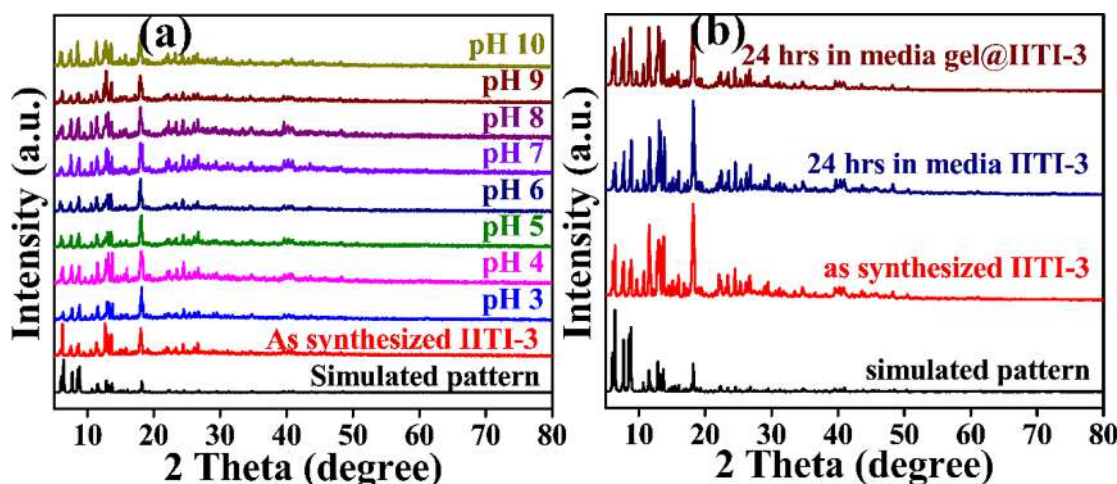 (a)
pH 10
pH 9
pH 8
pH 7
pH 6
pH 5
pH 4
pH 3
As synthesized IITI-3
Simulated pattern
Intensity (a.u.)
10 20 30 40 50 60 70 80
2 Theta (degree)
(b)
24 hrs in media gel@IITI-3
24 hrs in media IITI-3
as synthesized IITI-3
simulated pattern
Intensity (a.u.)
10 20 30 40 50 60 70 80
2 Theta (degree)